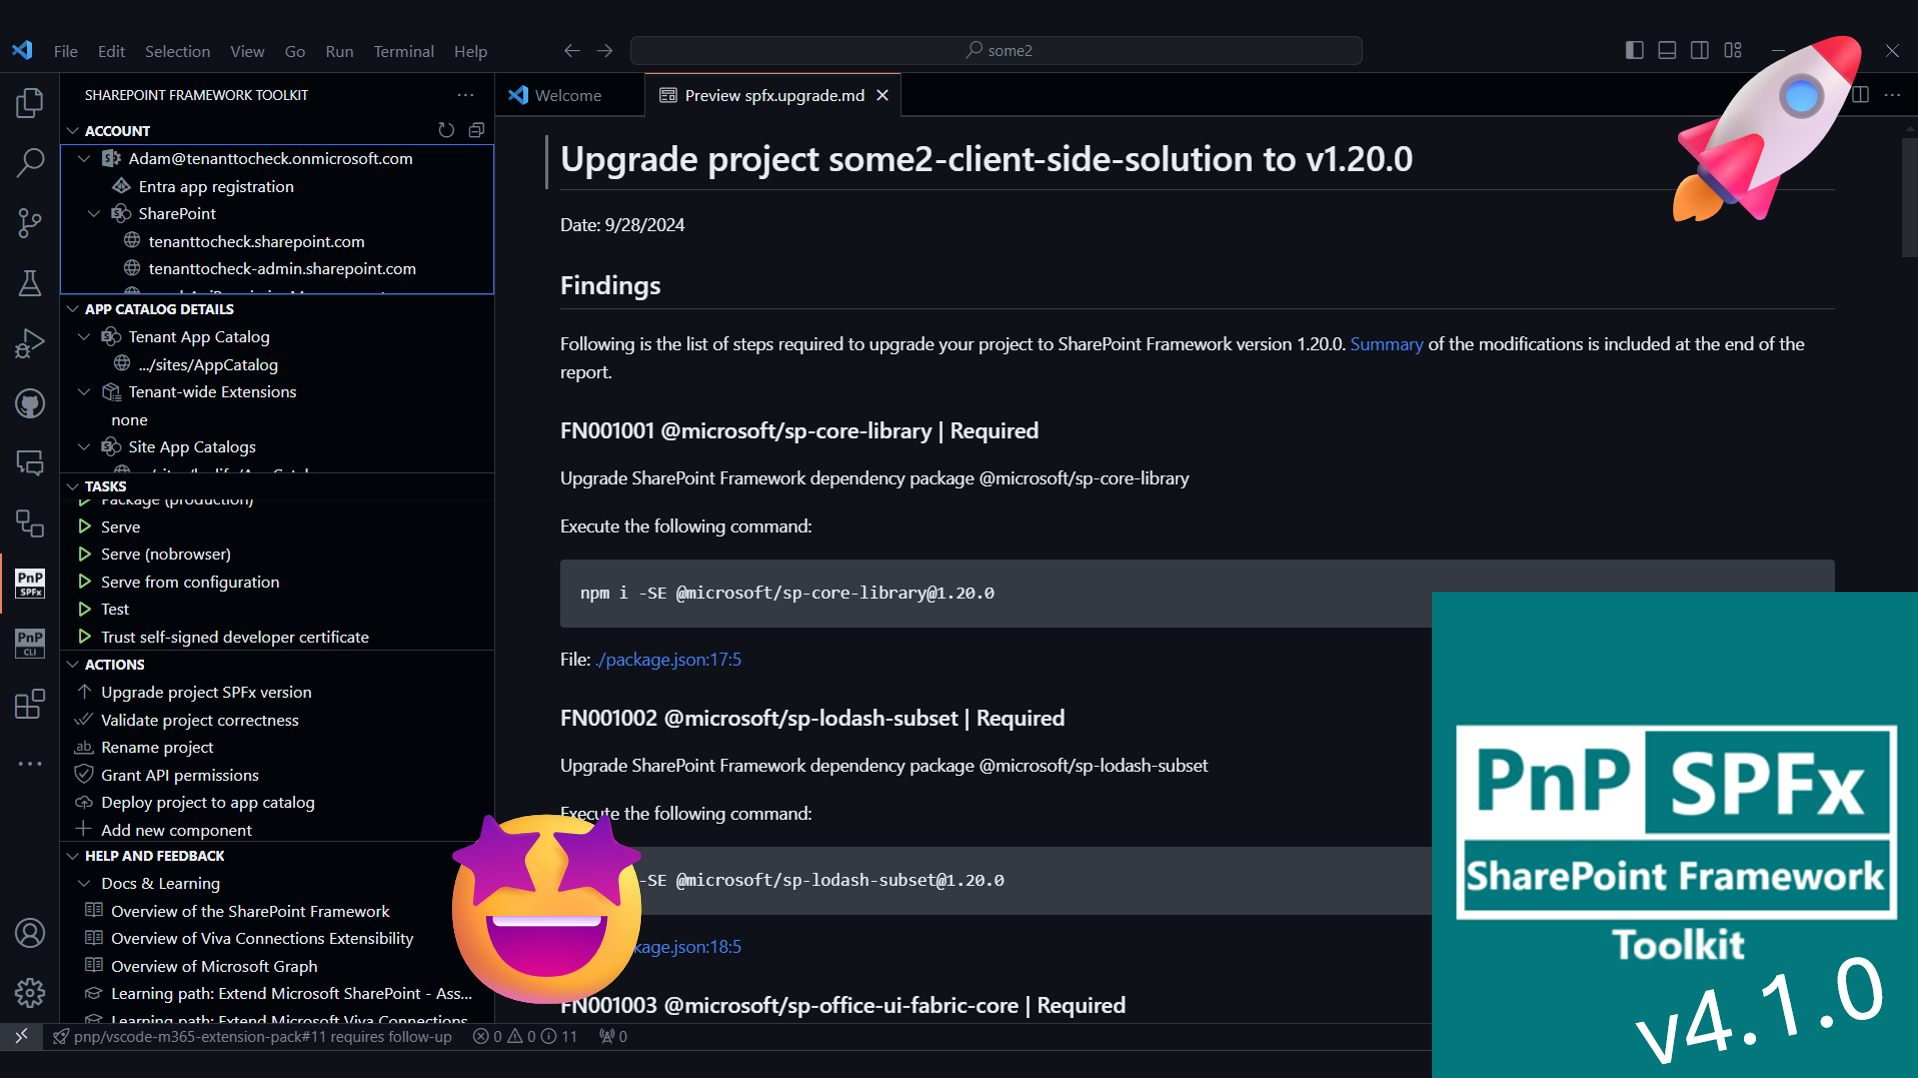 File Edit Selection View Go Run Terminal Help
some2
SHAREPOINT FRAMEWORK TOOLKIT
ACCOUNT
Adam@tenanttocheck.onmicrosoft.com
Entra app registration
SharePoint
tenanttocheck.sharepoint.com
tenanttocheck-admin.sharepoint.com
APP CATALOG DETAILS
Tenant App Catalog
.../sites/AppCatalog
Tenant-wide Extensions
none
Site App Catalogs
TASKS
Package (production)
Serve
Serve (nobrowser)
Serve from configuration
Test
Trust self-signed developer certificate
ACTIONS
Upgrade project SPFx version
Validate project correctness
Rename project
Grant API permissions
Deploy project to app catalog
Add new component
HELP AND FEEDBACK
Docs & Learning
Overview of the SharePoint Framework
Overview of Viva Connections Extensibility
Overview of Microsoft Graph
Learning path: Extend Microsoft SharePoint - Ass...
Learning path: Extend Microsoft Viva Connections
PnP
SPFx
PnP
CLI
Welcome
Preview spfx.upgrade.md
Upgrade project some2-client-side-solution to v1.20.0
Date: 9/28/2024
Findings
Following is the list of steps required to upgrade your project to SharePoint Framework version 1.20.0. Summary of the modifications is included at the end of the
report.
FN001001 @microsoft/sp-core-library | Required
Upgrade SharePoint Framework dependency package @microsoft/sp-core-library
Execute the following command:
npm i -SE @microsoft/sp-core-library@1.20.0
File: ./package.json:17:5
FN001002 @microsoft/sp-lodash-subset | Required
Upgrade SharePoint Framework dependency package @microsoft/sp-lodash-subset
Execute the following command:
-SE @microsoft/sp-lodash-subset@1.20.0
kage.json:18:5
FN001003 @microsoft/sp-office-ui-fabric-core | Required
pnp/vscode-m365-extension-pack#11 requires follow-up 0 0 11 0
PnP SPFx
SharePoint Framework
Toolkit
v4.1.0